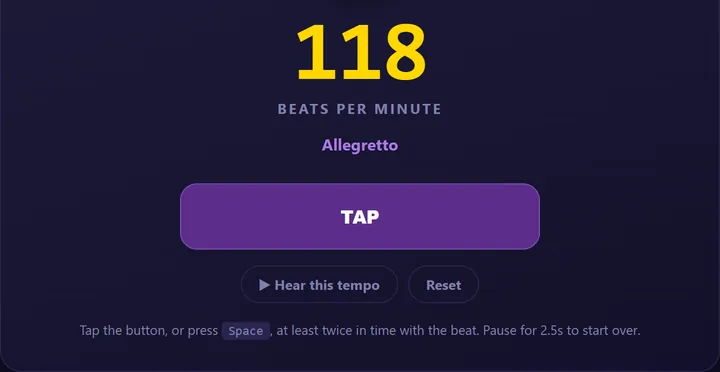 118
BEATS PER MINUTE
Allegretto
TAP
▶ Hear this tempo Reset
Tap the button, or press Space, at least twice in time with the beat. Pause for 2.5s to start over.